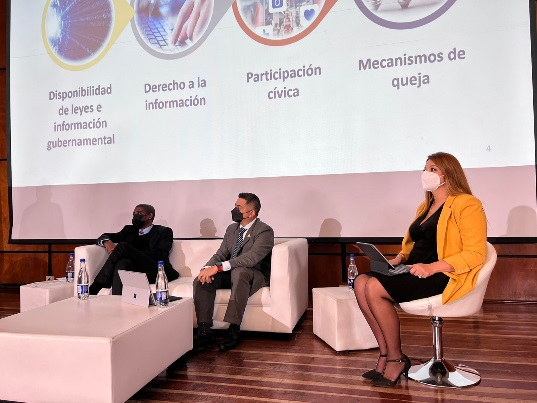 Disponibilidad
de leyes e
información
gubernamental
Derecho a la
información
Participación
cívica
Mecanismos de
queja
4